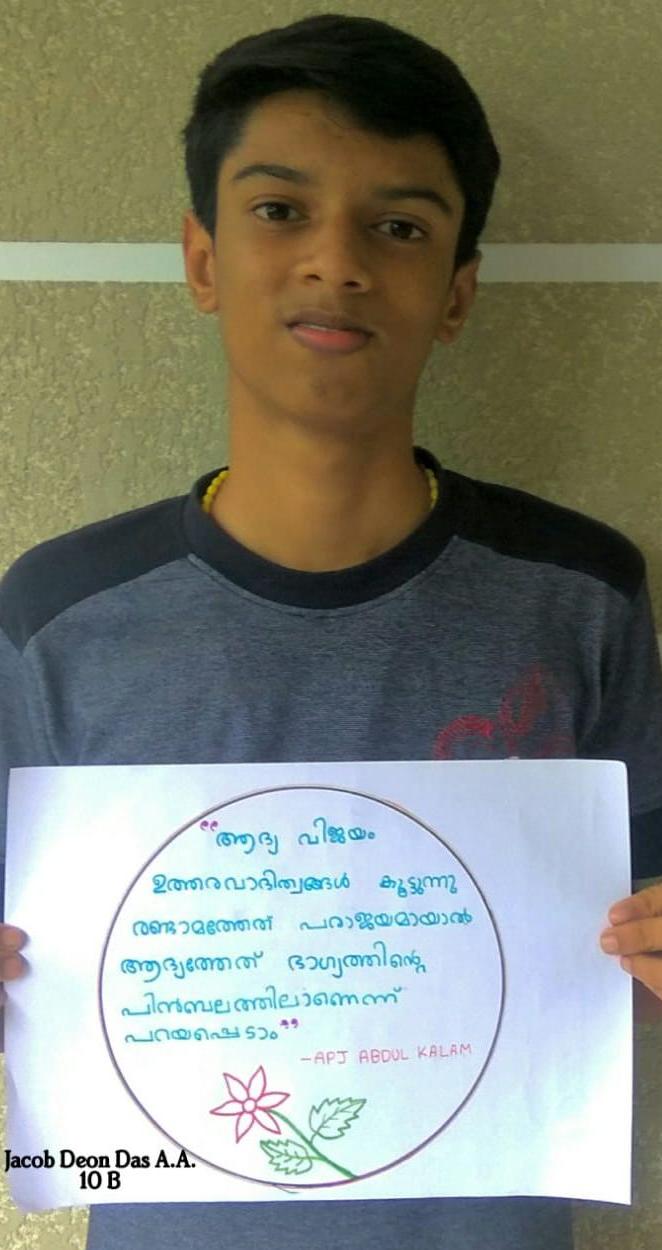 “ആദ്യ വിജയം
ഉത്തരവാദിത്വങ്ങൾ കൂട്ടുന്നു
രണ്ടാമത്തേത് പരാജയമായാൽ
ആദ്യത്തേത് ഭാഗ്യത്തിന്റെ
പിൻബലത്തിലാണെന്ന്
പറയപ്പെടാം”
-APJ ABDUL KALAM
Jacob Deon Das A.A.
10 B